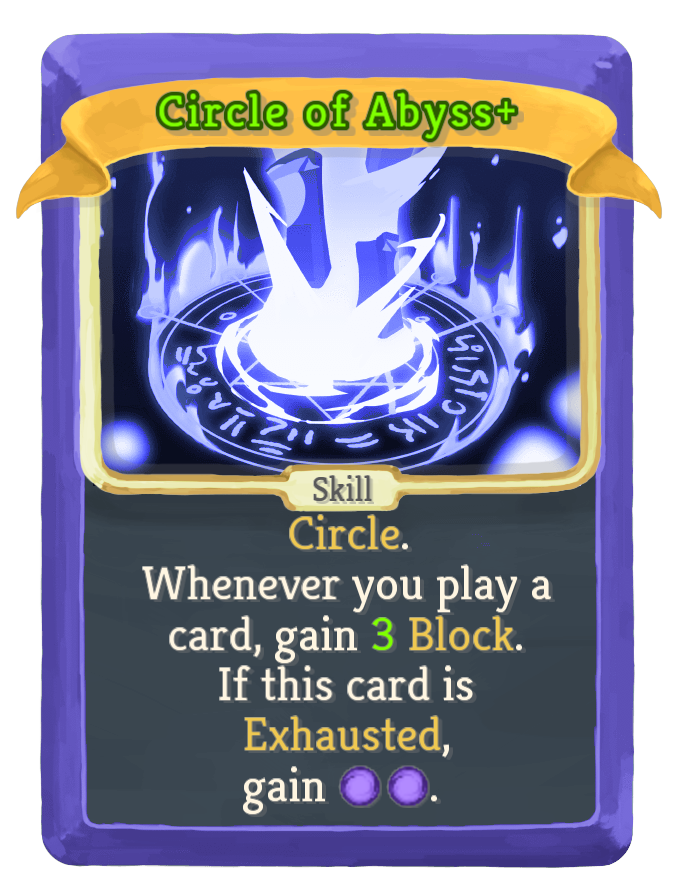 Circle of Abyss+
Skill
Circle.
Whenever you play a
card, gain 3 Block.
If this card is
Exhausted,
gain .